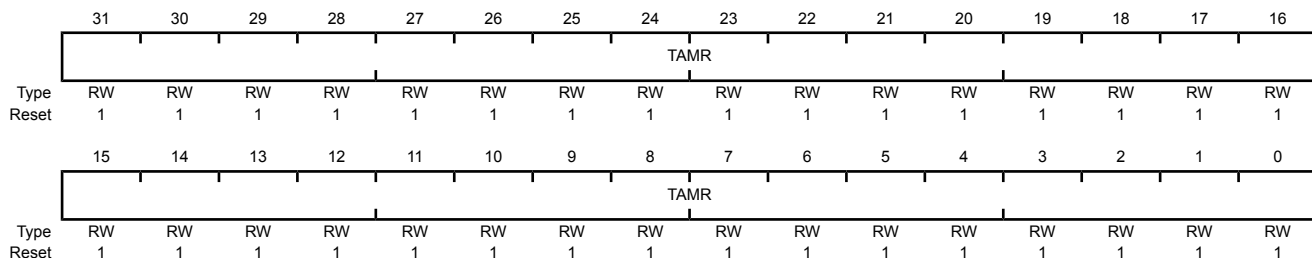 31 30 29 28 27 26 25 24 23 22 21 20 19 18 17 16
TAMR
Type RW RW RW RW RW RW RW RW RW RW RW RW RW RW RW RW
Reset 1 1 1 1 1 1 1 1 1 1 1 1 1 1 1 1
15 14 13 12 11 10 9 8 7 6 5 4 3 2 1 0
TAMR
Type RW RW RW RW RW RW RW RW RW RW RW RW RW RW RW RW
Reset 1 1 1 1 1 1 1 1 1 1 1 1 1 1 1 1